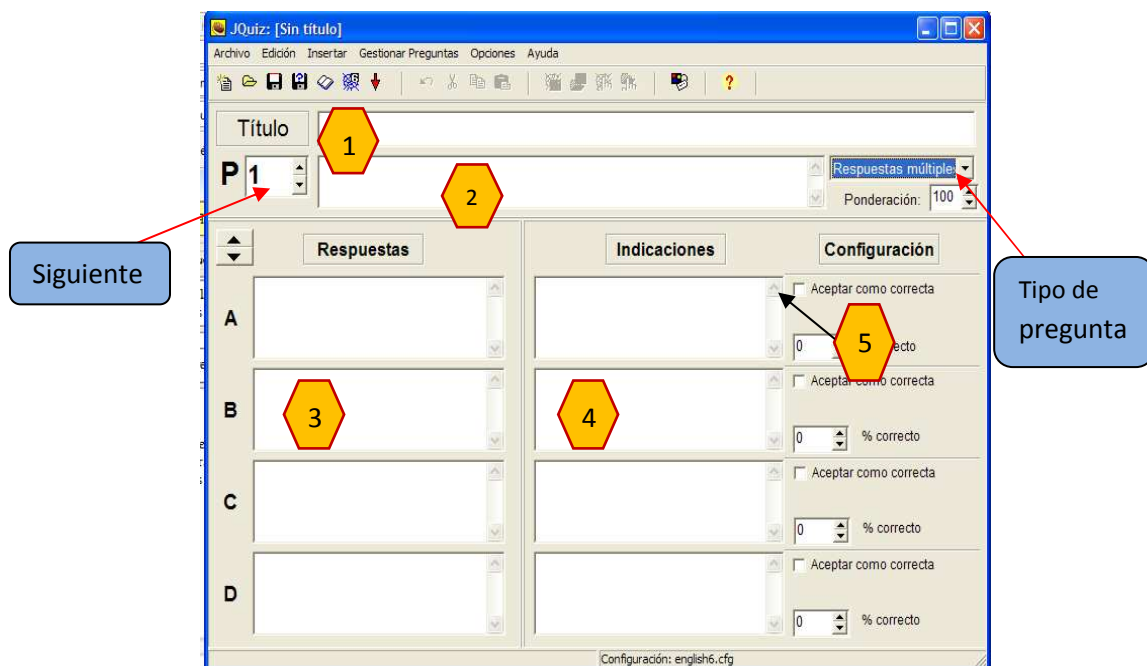 JQuiz: [Sin título]
Archivo Edición Insertar Gestionar Preguntas Opciones Ayuda
Título
1
P 1
2
Respuestas múltiple
Ponderación: 100
Siguiente
Tipo de
pregunta
Respuestas Indicaciones Configuración
A
Aceptar como correcta
5
0
B
3
4
Aceptar como correcta
0 % correcto
C
Aceptar como correcta
0 % correcto
D
Aceptar como correcta
0 % correcto
Configuración: english6.cfg